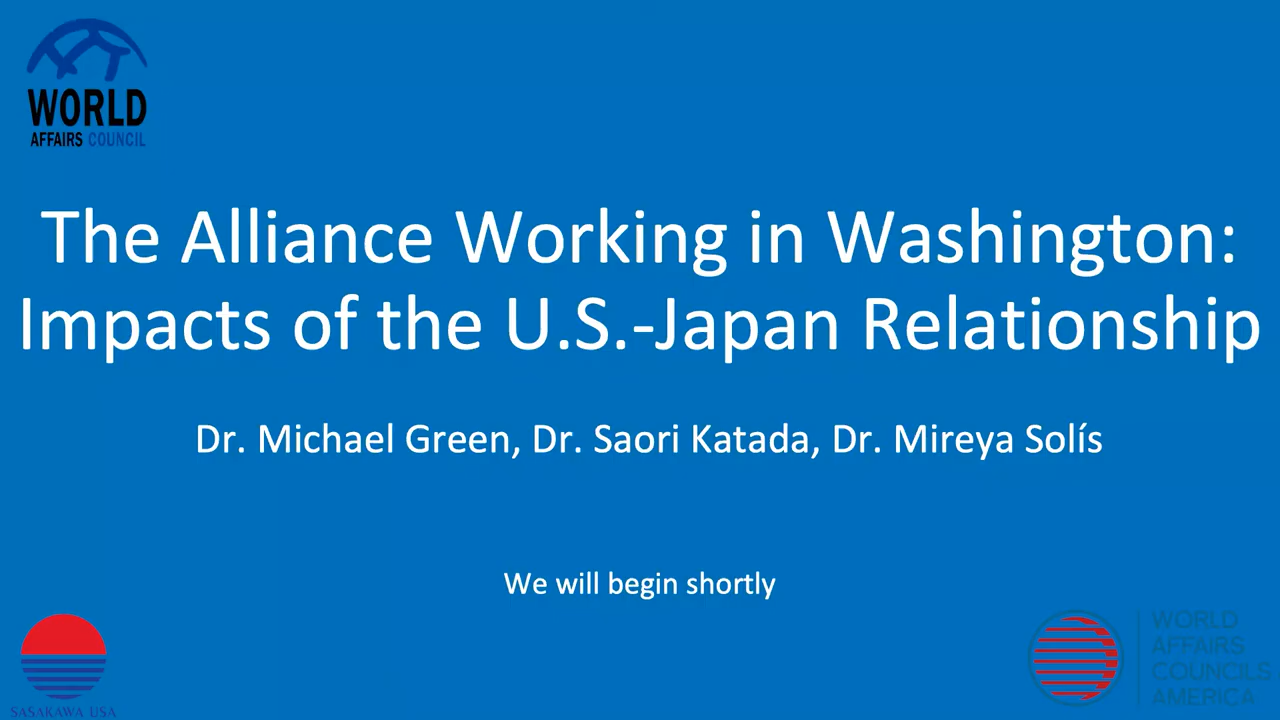 WORLD
AFFAIRS COUNCIL
The Alliance Working in Washington:
Impacts of the U.S.-Japan Relationship
Dr. Michael Green, Dr. Saori Katada, Dr. Mireya Solís
We will begin shortly
SASAKAWA USA
WORLD
AFFAIRS
COUNCILS
AMERICA